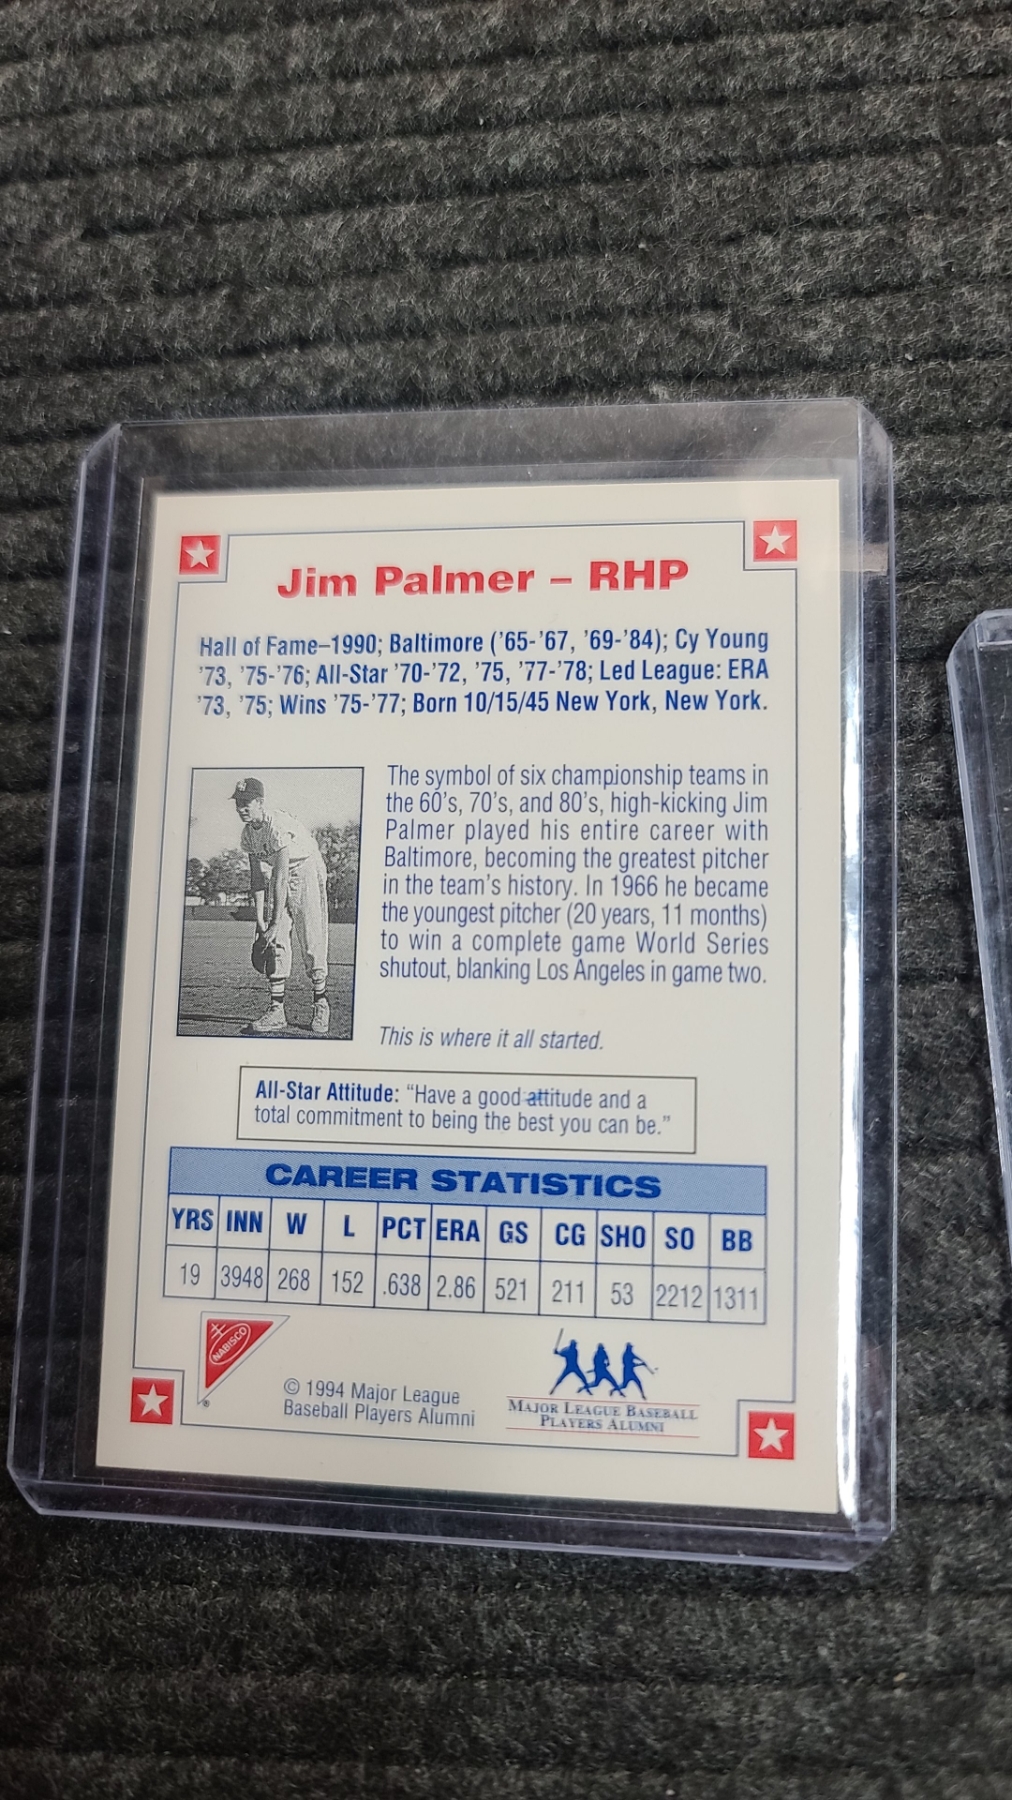 Jim Palmer – RHP
Hall of Fame–1990; Baltimore ('65-'67, '69-'84); Cy Young
'73, '75-'76; All-Star '70-'72, '75, '77-'78; Led League: ERA
'73, '75; Wins '75-'77; Born 10/15/45 New York, New York.
The symbol of six championship teams in
the 60's, 70's, and 80's, high-kicking Jim
Palmer played his entire career with
Baltimore, becoming the greatest pitcher
in the team's history. In 1966 he became
the youngest pitcher (20 years, 11 months)
to win a complete game World Series
shutout, blanking Los Angeles in game two.
This is where it all started.
All-Star Attitude: “Have a good attitude and a
total commitment to being the best you can be.”
CAREER STATISTICS
YRS INN W L PCT ERA GS CG SHO SO BB
19 3948 268 152 .638 2.86 521 211 53 2212 1311
NABISCO
®
© 1994 Major League
Baseball Players Alumni
MAJOR LEAGUE BASEBALL
PLAYERS ALUMNI